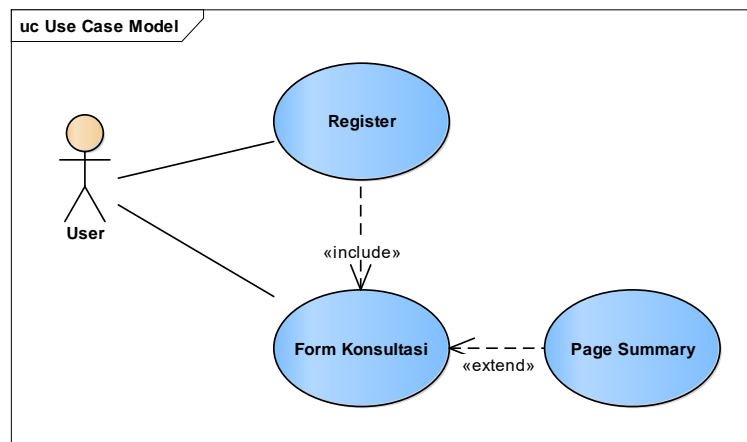 uc Use Case Model
Register
User
«include»
Form Konsultasi
Page Summary
«extend»